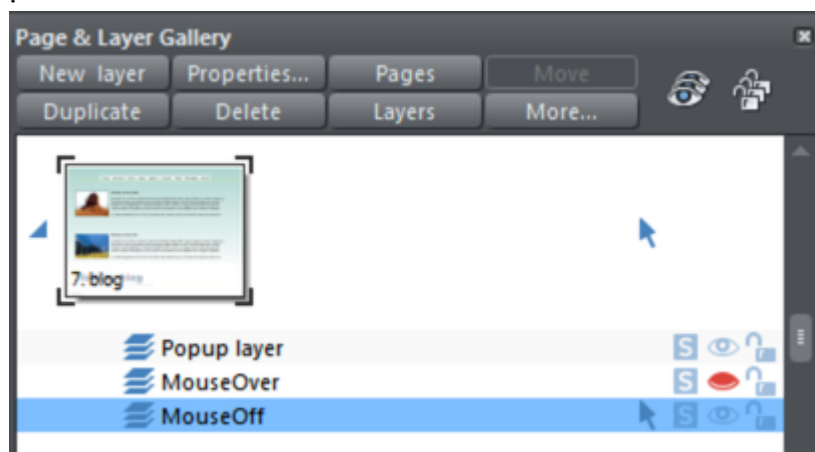 Page & Layer Gallery
New layer Properties... Pages Move
Duplicate Delete Layers More...
7. blog
Popup layer S
MouseOver S
MouseOff S